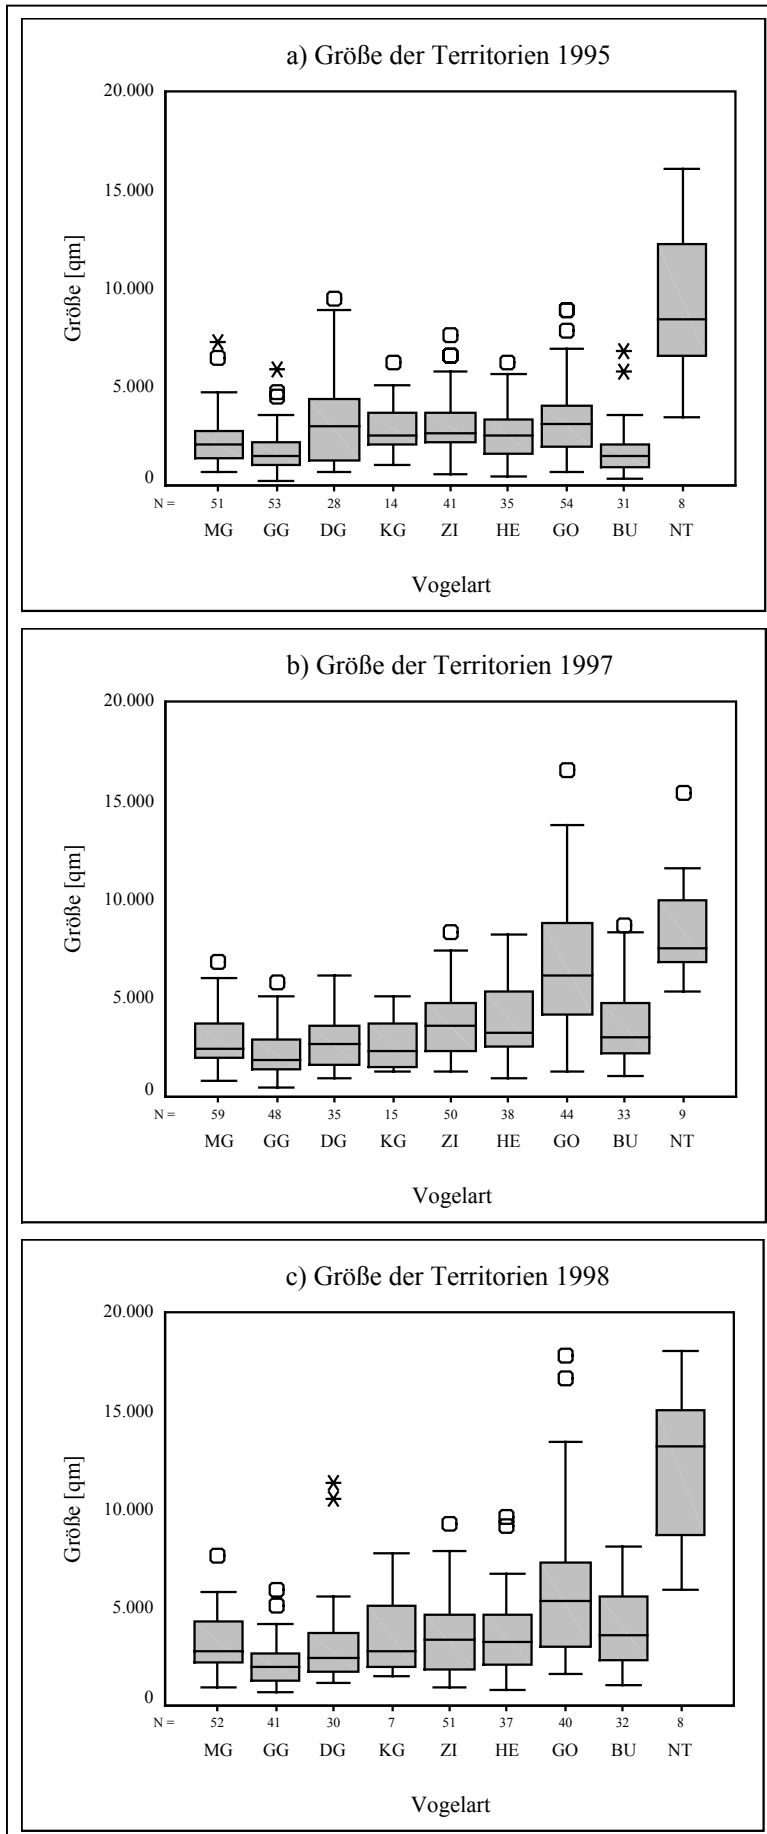 a) Größe der Territorien 1995
20.000
15.000
10.000
5.000
0
Größe [qm]
N = 51 53 28 14 41 35 54 31 8
MG GG DG KG ZI HE GO BU NT
Vogelart
b) Größe der Territorien 1997
20.000
15.000
10.000
5.000
0
Größe [qm]
N = 59 48 35 15 50 38 44 33 9
MG GG DG KG ZI HE GO BU NT
Vogelart
c) Größe der Territorien 1998
20.000
15.000
10.000
5.000
0
Größe [qm]
N = 52 41 30 7 51 37 40 32 8
MG GG DG KG ZI HE GO BU NT
Vogelart